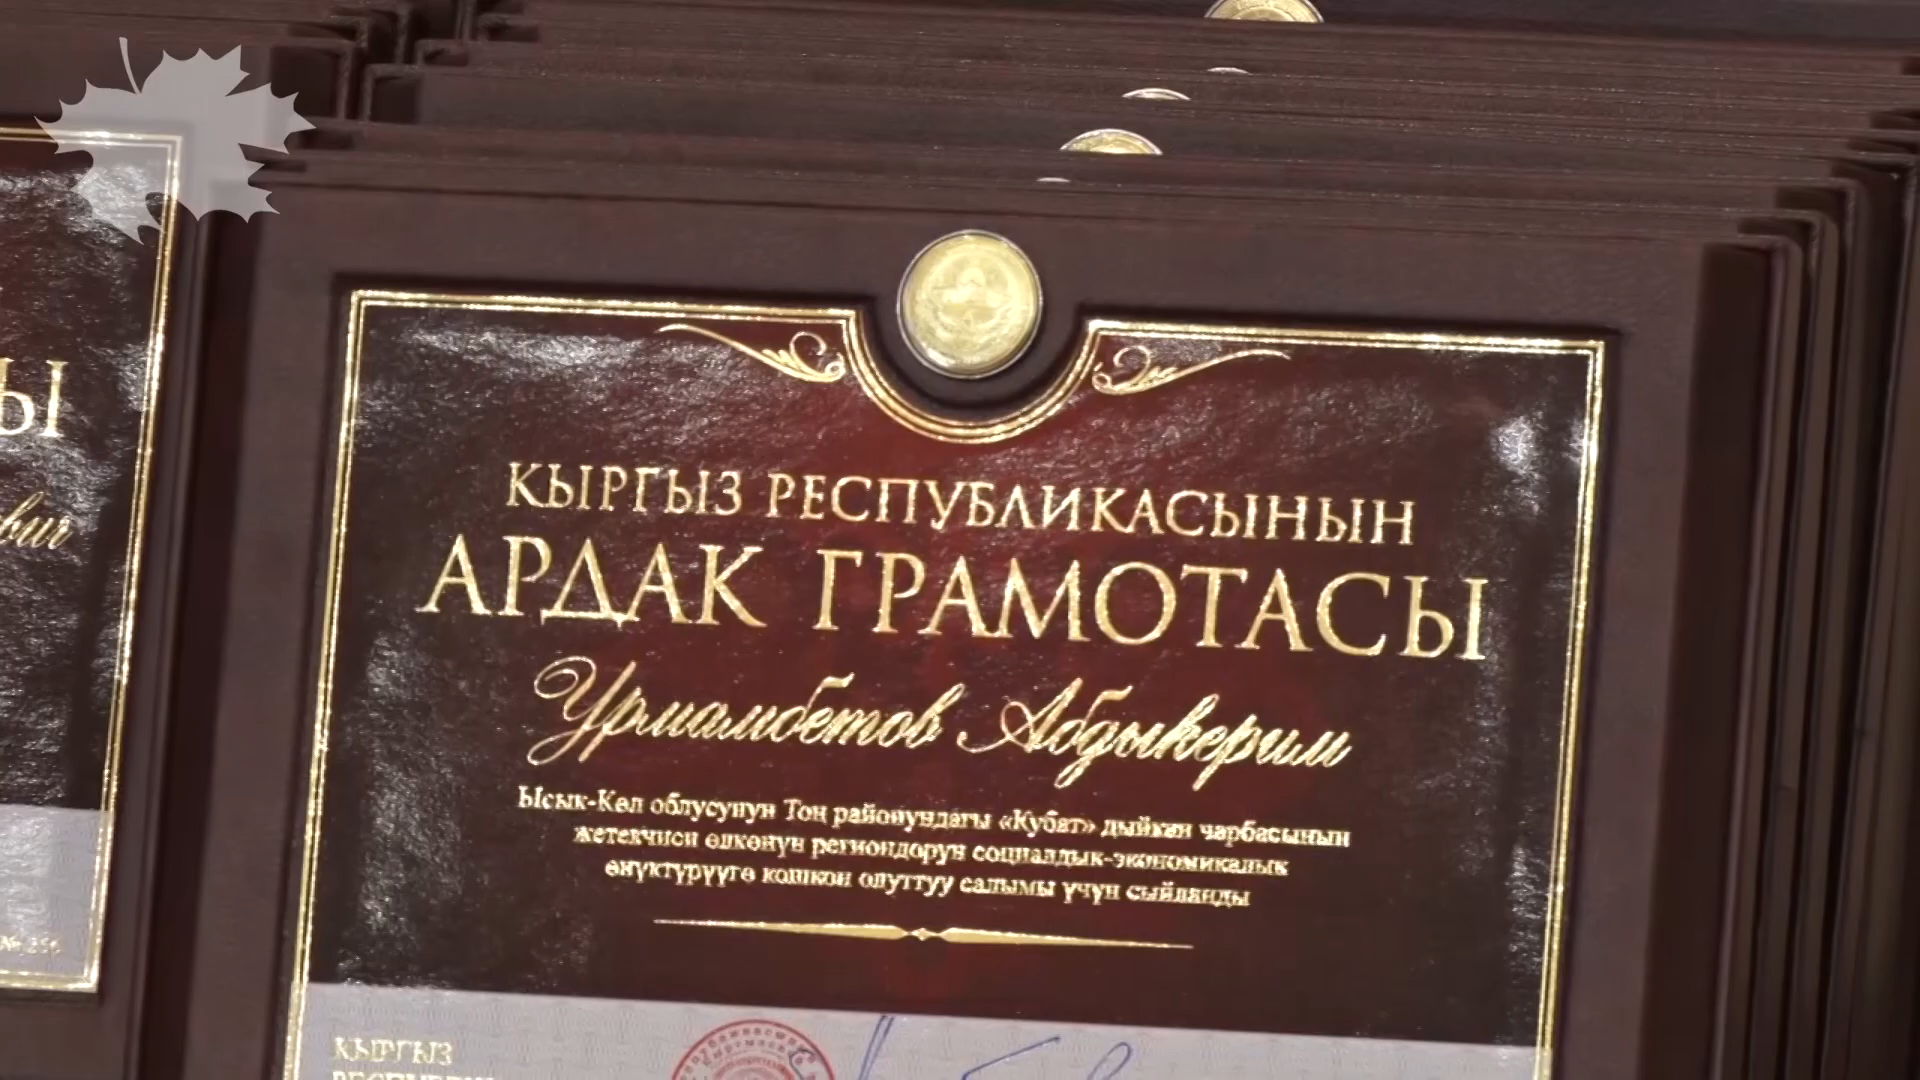 КЫРГЫЗ РЕСПУБЛИКАСЫНЫН
АРДАК ГРАМОТАСЫ
Урмамбетов Абдыкерим
Ысык-Көл облусунун Тоң районундагы «Кубат» дыйкан чарбасынын
жетекчиси өлкөнүн региондорун социалдык-экономикалык
өнүктүрүүгө кошкон олуттуу салымы үчүн сыйланды
КЫРГЫЗ